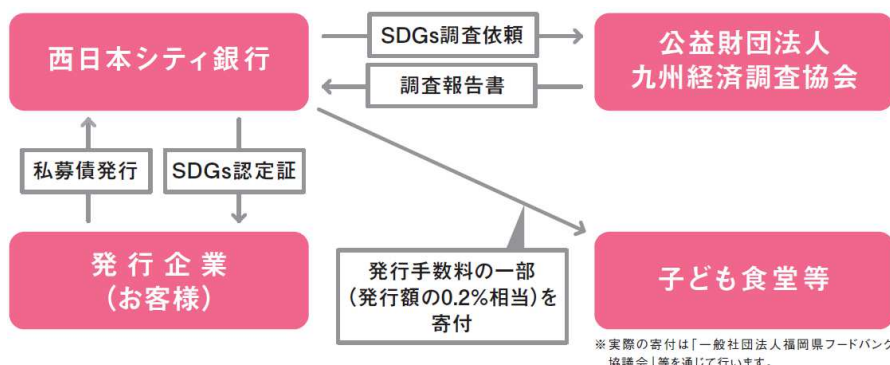 西日本シティ銀行
SDGs調査依頼
調査報告書
公益財団法人
九州経済調査協会
私募債発行
SDGs認定証
発行企業
(お客様)
発行手数料の一部
(発行額の0.2%相当)を
寄付
子ども食堂等
※実際の寄付は「一般社団法人福岡県フードバンク
協議会」等を通じて行います。